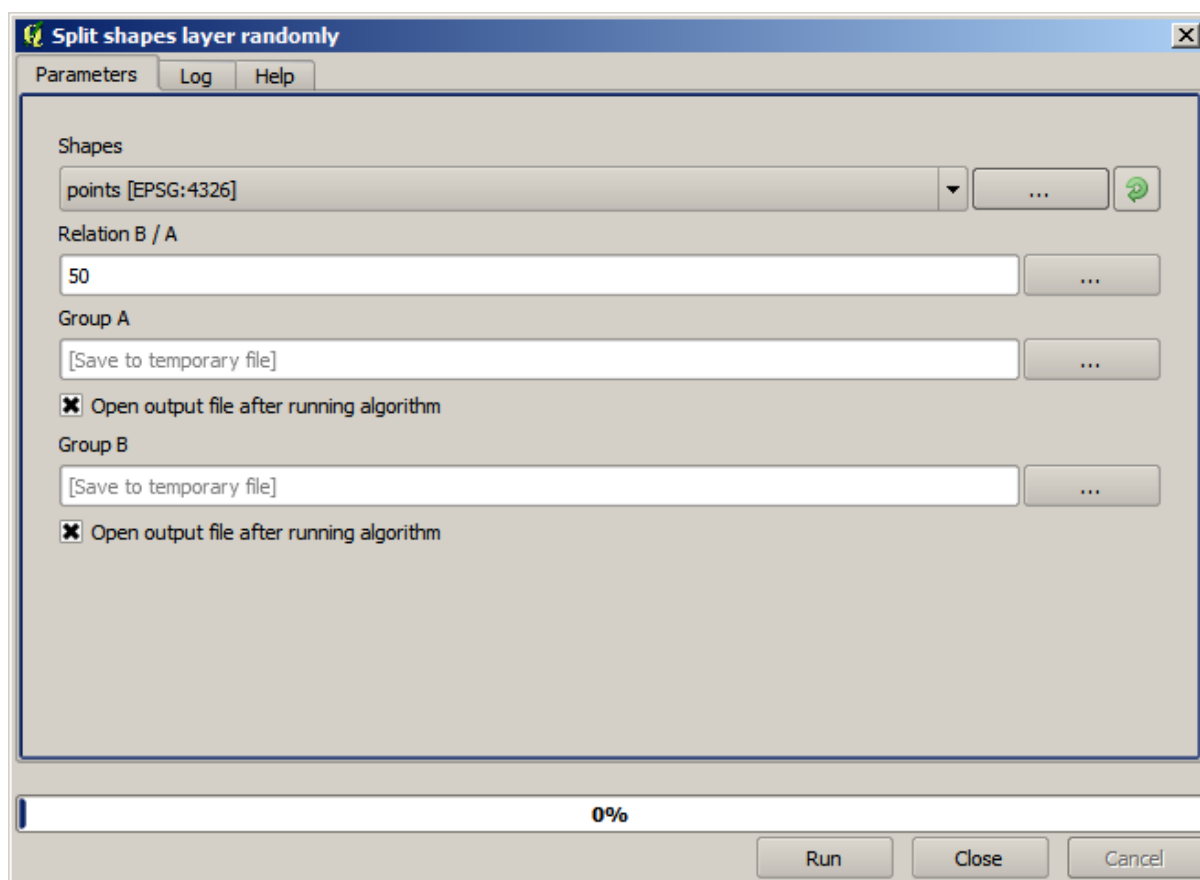 Split shapes layer randomly
Parameters Log Help
Shapes
points [EPSG:4326] ...
Relation B / A
50 ...
Group A
[Save to temporary file] ...
Open output file after running algorithm
Group B
[Save to temporary file] ...
Open output file after running algorithm
0%
Run Close Cancel